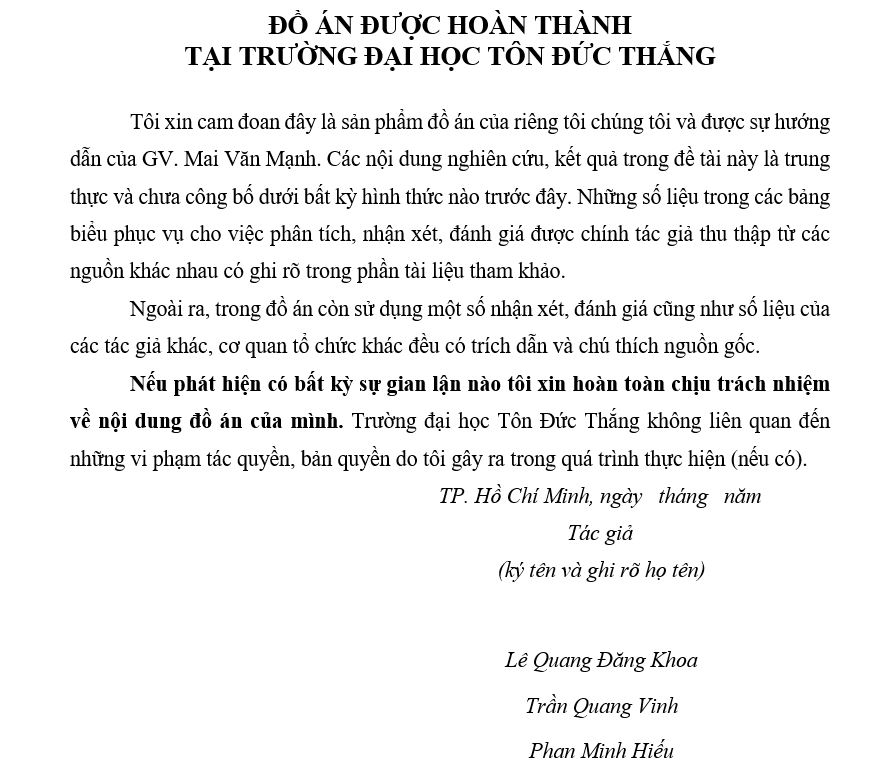 ĐỒ ÁN ĐƯỢC HOÀN THÀNH
TẠI TRƯỜNG ĐẠI HỌC TÔN ĐỨC THẮNG
Tôi xin cam đoan đây là sản phẩm đồ án của riêng tôi chúng tôi và được sự hướng
dẫn của GV. Mai Văn Mạnh. Các nội dung nghiên cứu, kết quả trong đề tài này là trung
thực và chưa công bố dưới bất kỳ hình thức nào trước đây. Những số liệu trong các bảng
biểu phục vụ cho việc phân tích, nhận xét, đánh giá được chính tác giả thu thập từ các
nguồn khác nhau có ghi rõ trong phần tài liệu tham khảo.
Ngoài ra, trong đồ án còn sử dụng một số nhận xét, đánh giá cũng như số liệu của
các tác giả khác, cơ quan tổ chức khác đều có trích dẫn và chú thích nguồn gốc.
Nếu phát hiện có bất kỳ sự gian lận nào tôi xin hoàn toàn chịu trách nhiệm
về nội dung đồ án của mình. Trường đại học Tôn Đức Thắng không liên quan đến
những vi phạm tác quyền, bản quyền do tôi gây ra trong quá trình thực hiện (nếu có).
TP. Hồ Chí Minh, ngày tháng năm
Tác giả
(ký tên và ghi rõ họ tên)
Lê Quang Đăng Khoa
Trần Quang Vinh
Phan Minh Hiếu